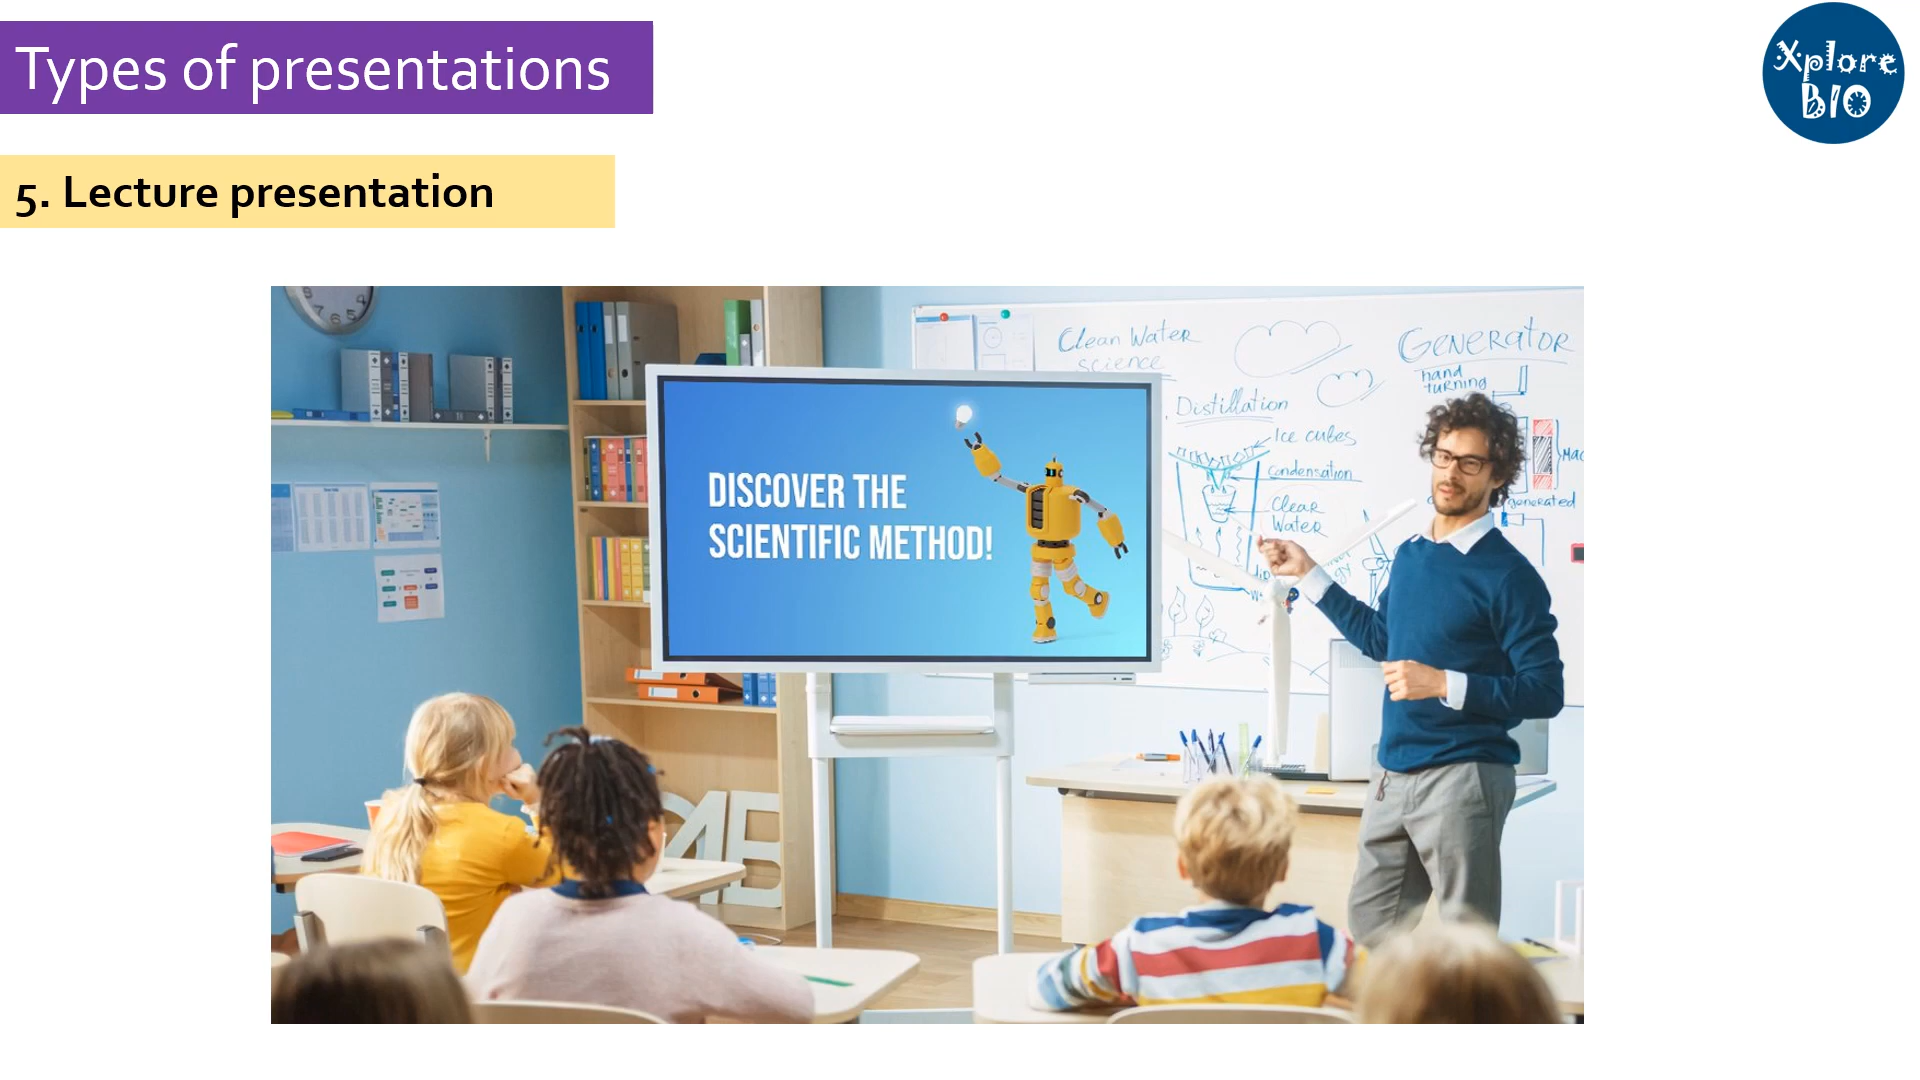 Types of presentations
Xplore
BIO
5. Lecture presentation
Clean Water
science
GENERATOR
hand
turning
Distillation
Ice cubes
Condensation
Clear
Water
generated
DISCOVER THE
SCIENTIFIC METHOD!